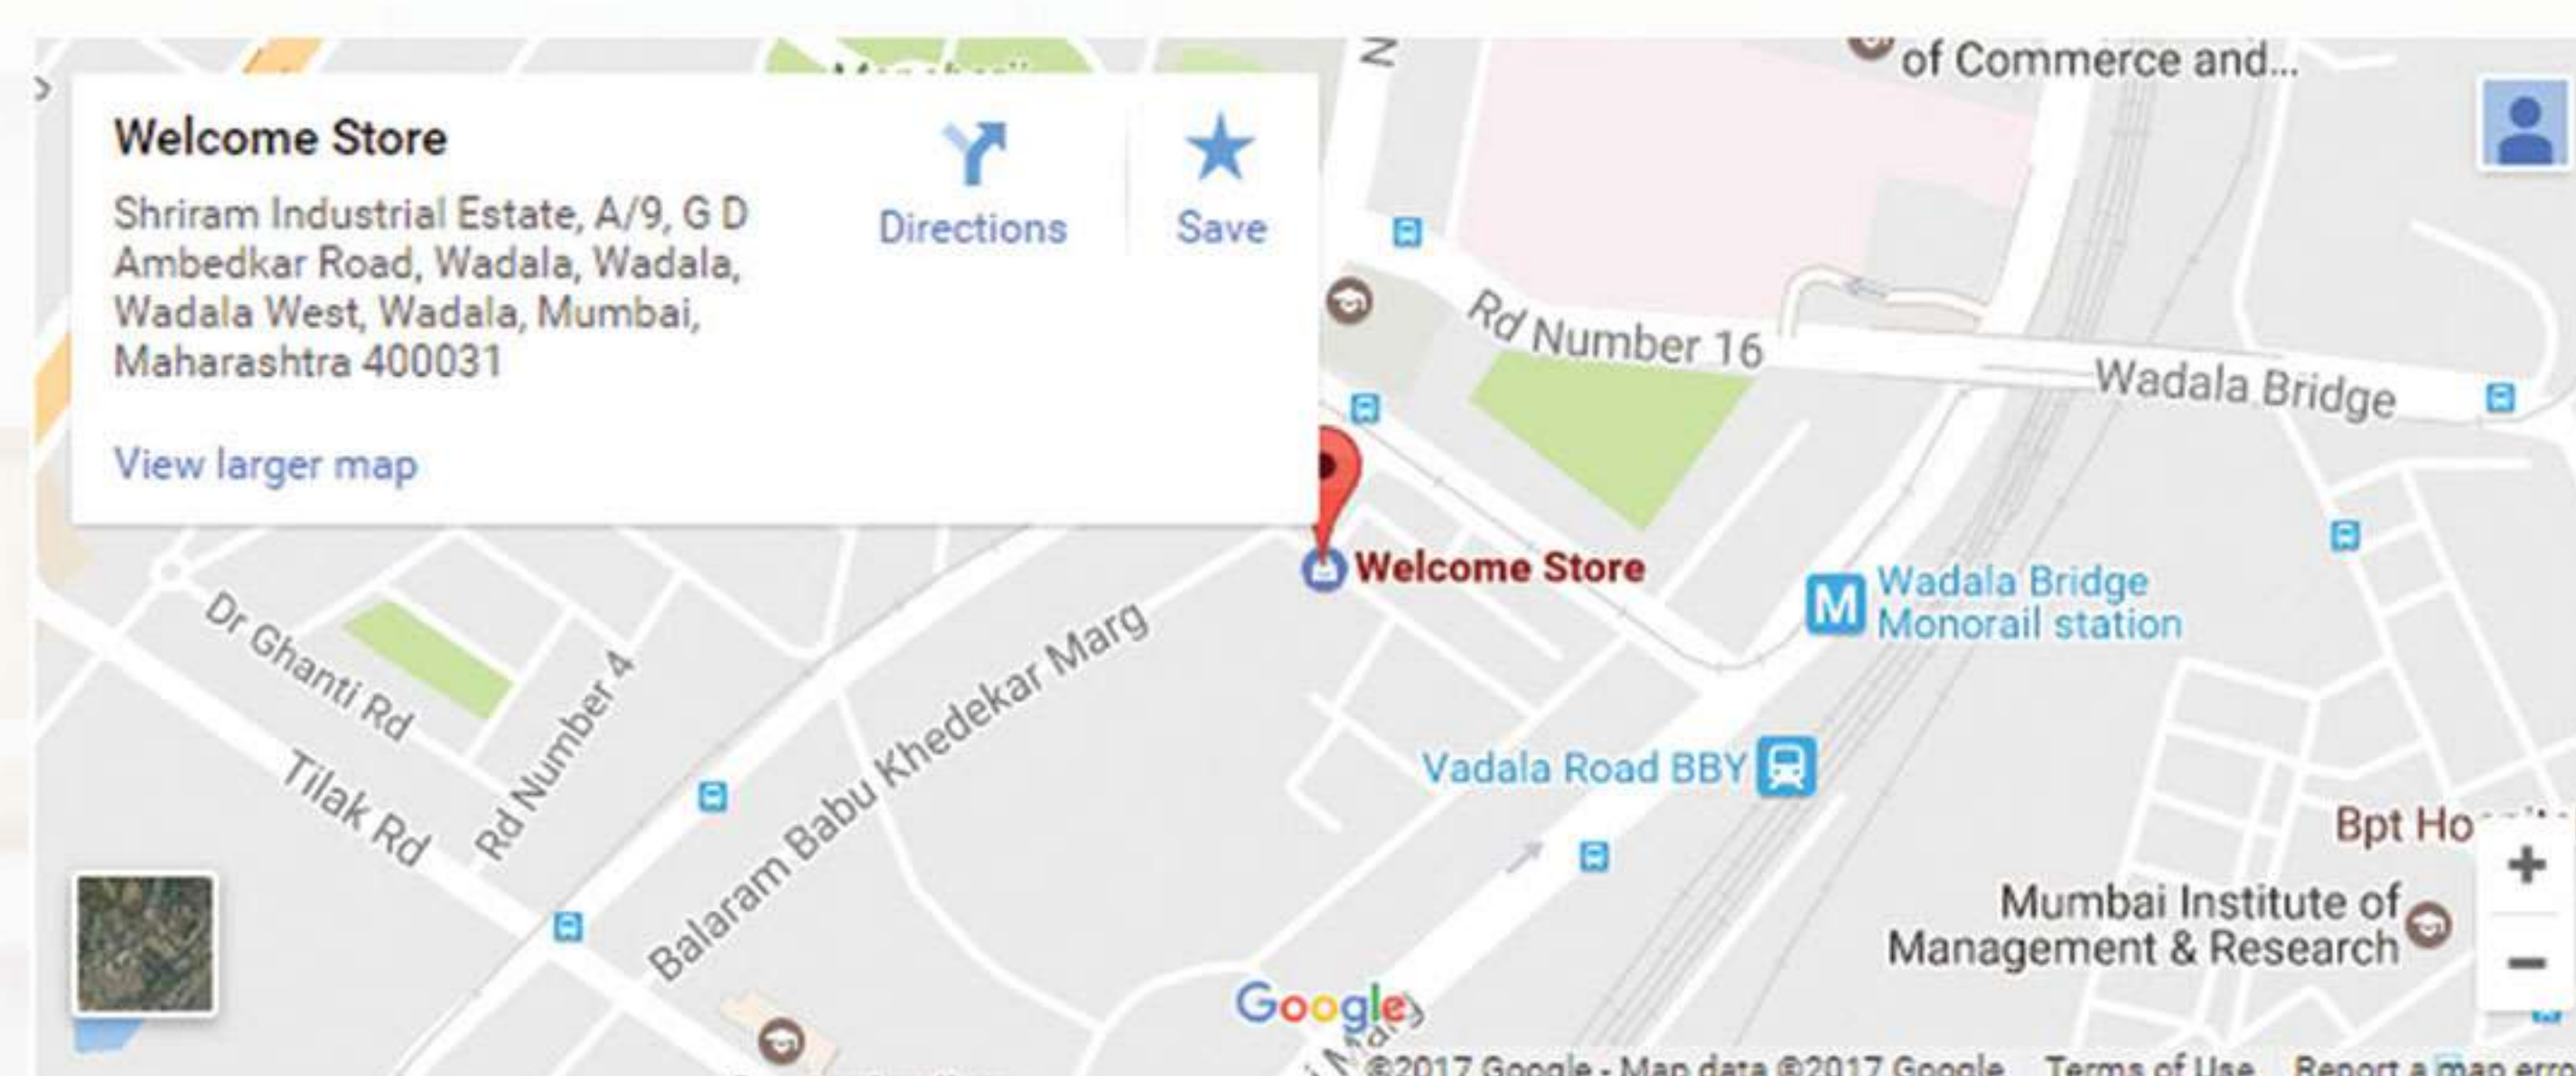 of Commerce and...
Welcome Store
Shriram Industrial Estate, A/9, G D
Ambedkar Road, Wadala, Wadala,
Wadala West, Wadala, Mumbai,
Maharashtra 400031
Directions
Save
View larger map
Rd Number 16
Wadala Bridge
Welcome Store
Wadala Bridge
Monorail station
Dr Ghanti Rd
Rd Number 4
Balaram Babu Khedekar Marg
Tilak Rd
Vadala Road BBY
Bpt
Mumbai Institute of
Management & Research
Google
©2017 Google - Map data ©2017 Google Terms of Use Report a map